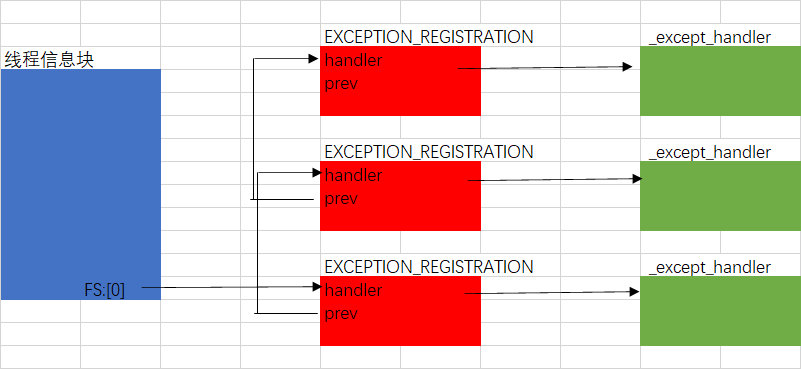 线程信息块
FS:[0]
EXCEPTION_REGISTRATION
handler
prev
_except_handler
EXCEPTION_REGISTRATION
handler
prev
_except_handler
EXCEPTION_REGISTRATION
handler
prev
_except_handler